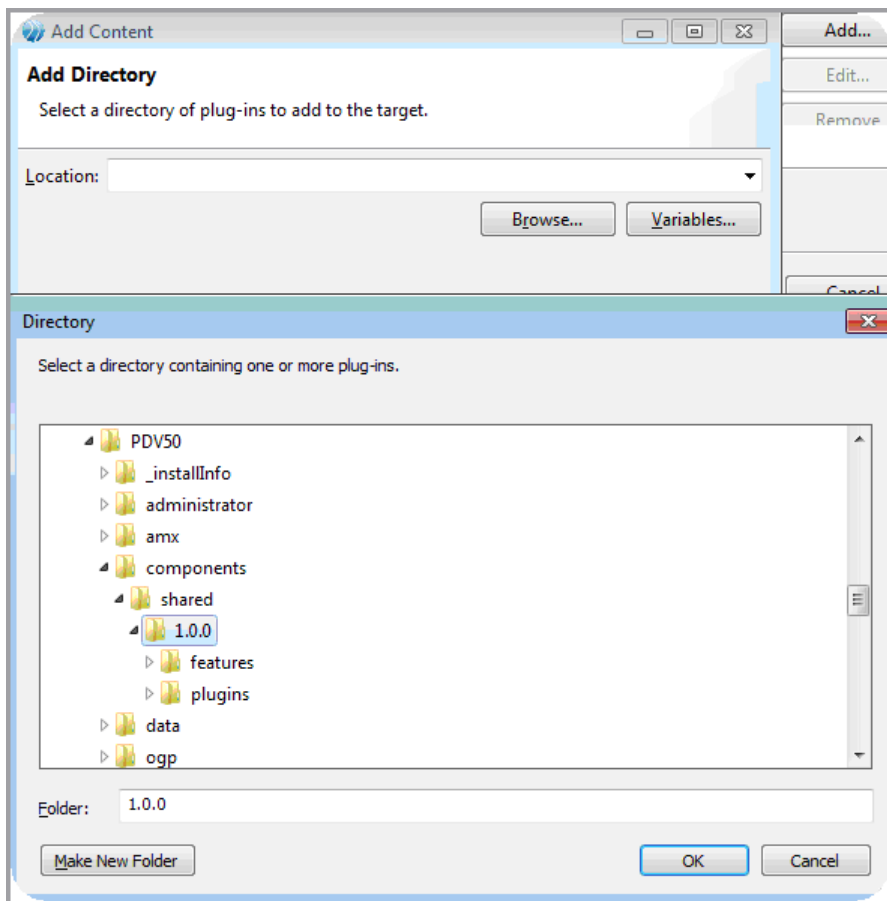 Add Content
Add...
Add Directory
Edit...
Select a directory of plug-ins to add to the target.
Remove
Location:
Browse...
Variables...
Cancel
Directory
Select a directory containing one or more plug-ins.
PDV50
_installInfo
administrator
amx
components
shared
1.0.0
features
plugins
data
ogp
Folder:
1.0.0
Make New Folder
OK
Cancel